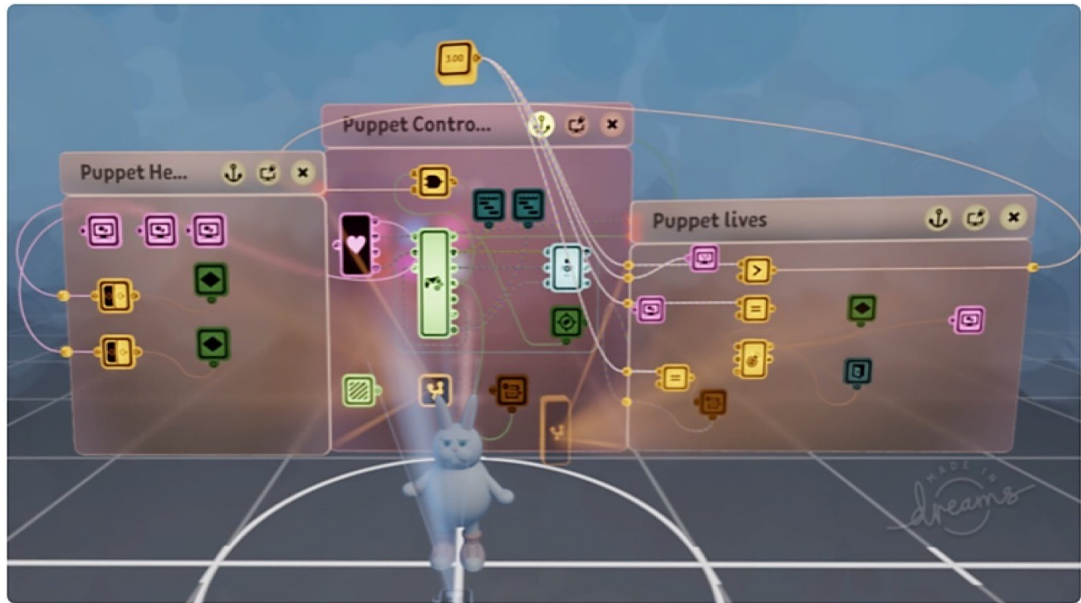 3.00
Puppet Contro...
Puppet He...
Puppet lives
>
=
=
MADE IN
dreams